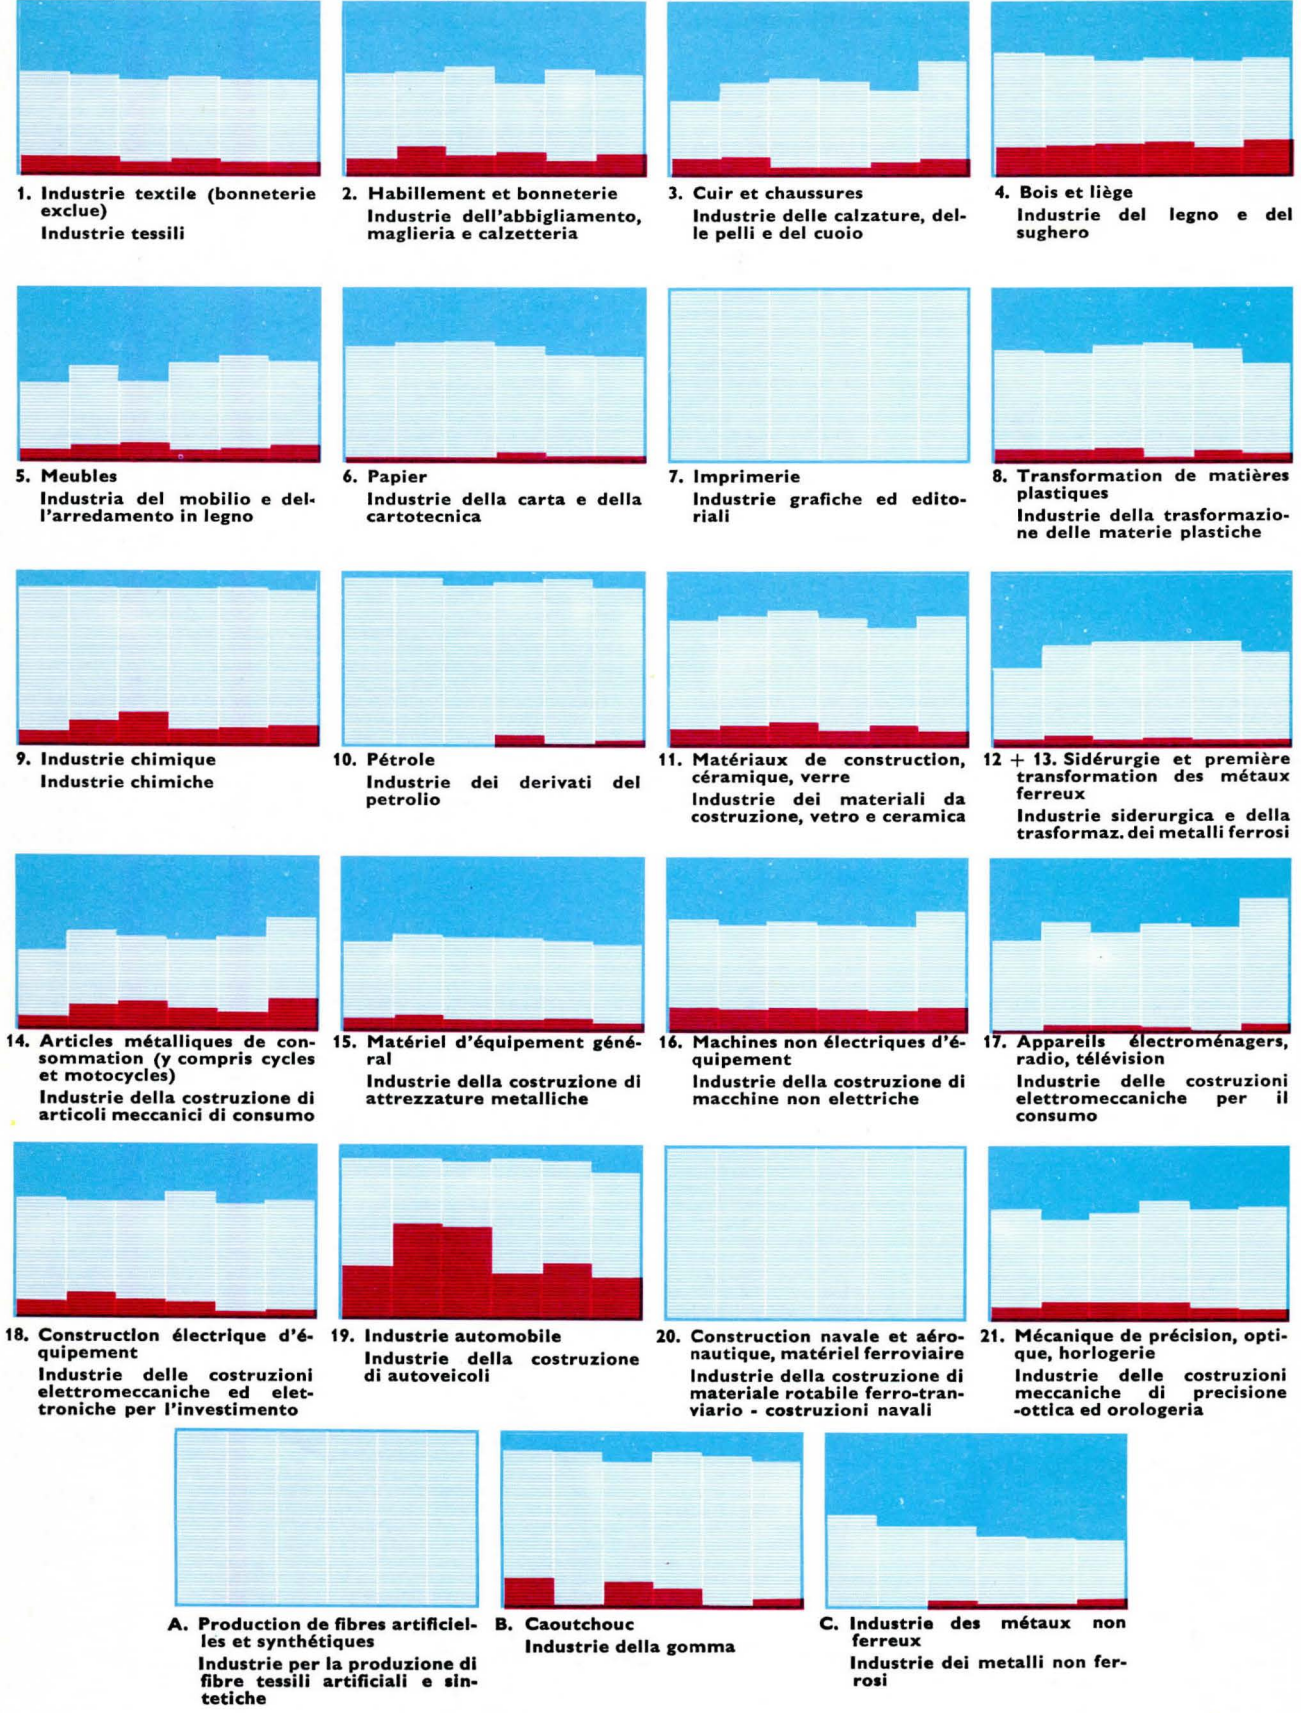 1. Industrie textile (bonneterie
exclue)
Industrie tessili
2. Habillement et bonneterie
Industrie dell'abbigliamento,
maglieria e calzetteria
3. Cuir et chaussures
Industrie delle calzature, del-
le pelli e del cuoio
4. Bois et liège
Industrie del legno e del
sughero
5. Meubles
Industria del mobilio e del-
l'arredamento in legno
6. Papier
Industrie della carta e della
cartotecnica
7. Imprimerie
Industrie grafiche ed edito-
riali
8. Transformation de matières
plastiques
Industrie della trasformazio-
ne delle materie plastiche
9. Industrie chimique
Industrie chimiche
10. Pétrole
Industrie dei derivati del
petrolio
11. Matériaux de construction,
céramique, verre
Industrie dei materiali da
costruzione, vetro e ceramica
12 + 13. Sidérurgie et première
transformation des métaux
ferreux
Industrie siderurgica e della
trasformaz. dei metalli ferrosi
14. Articles métalliques de con-
sommation (y compris cycles
et motocycles)
Industrie della costruzione di
articoli meccanici di consumo
15. Matériel d'équipement géné-
ral
Industrie della costruzione di
attrezzature metalliche
16. Machines non électriques d'é-
quipement
Industrie della costruzione di
macchine non elettriche
17. Appareils électroménagers,
radio, télévision
Industrie delle costruzioni
elettromeccaniche per il
consumo
18. Construction électrique d'é-
quipement
Industrie delle costruzioni
elettromeccaniche ed elet-
troniche per l'investimento
19. Industrie automobile
Industrie della costruzione
di autoveicoli
20. Construction navale et aéro-
nautique, matériel ferroviaire
Industrie della costruzione di
materiale rotabile ferro-tran-
viario - costruzioni navali
21. Mécanique de précision, opti-
que, horlogerie
Industrie delle costruzioni
meccaniche di precisione
-ottica ed orologeria
A. Production de fibres artificiel-
les et synthétiques
Industrie per la produzione di
fibre tessili artificiali e sin-
tetiche
B. Caoutchouc
Industrie della gomma
C. Industrie des métaux non
ferreux
Industrie dei metalli non fer-
rosi